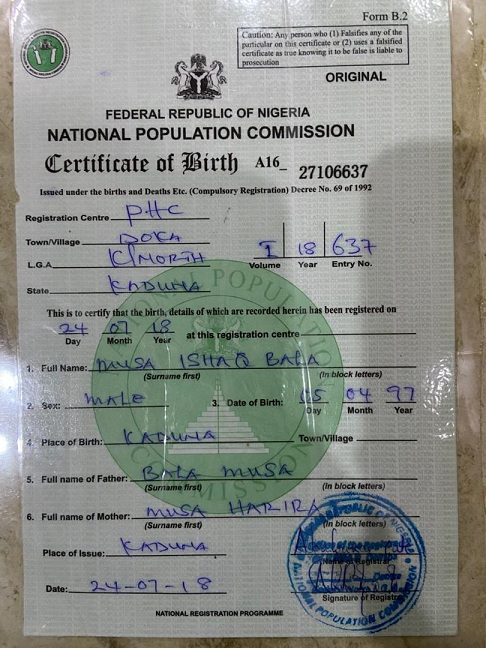 Form B.2
Caution: Any person who (1) Falsifies any of the
particular on this certificate or (2) uses a falsified
certificate as true knowing it to be false is liable to
prosecution
ORIGINAL
FEDERAL REPUBLIC OF NIGERIA
NATIONAL POPULATION COMMISSION
Certificate of Birth A16_ 27106637
Issued under the births and Deaths Etc. (Compulsory Registration) Decree No. 69 of 1992
Registration Centre PHC
Town/Village DOKA
L.G.A K/NORTH I 18 637
Volume Year Entry No.
State KADUNA
This is to certify that the birth, details of which are recorded herein has been registered on
24 07 18 at this registration centre
Day Month Year
1. Full Name: MUSA ISHAQ BALA
(Surname first) (In block letters)
2. Sex: MALE 3. Date of Birth: 05 04 97
Day Month Year
4. Place of Birth: KADUNA Town/Village
5. Full name of Father: BALA MUSA
(Surname first) (In block letters)
6. Full name of Mother: MUSA HARIRA
(Surname first) (In block letters)
Place of Issue: KADUNA
Name of Registrar
Date: 24-07-18
Signature of Registrar
NATIONAL POPULATION COMMISSION
NATIONAL REGISTRATION PROGRAMME